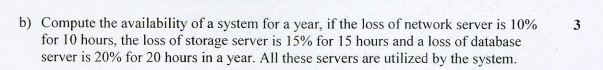 b) Compute the availability of a system for a year, if the loss of network server is 10% 3
for 10 hours, the loss of storage server is 15% for 15 hours and a loss of database
server is 20% for 20 hours in a year. All these servers are utilized by the system.